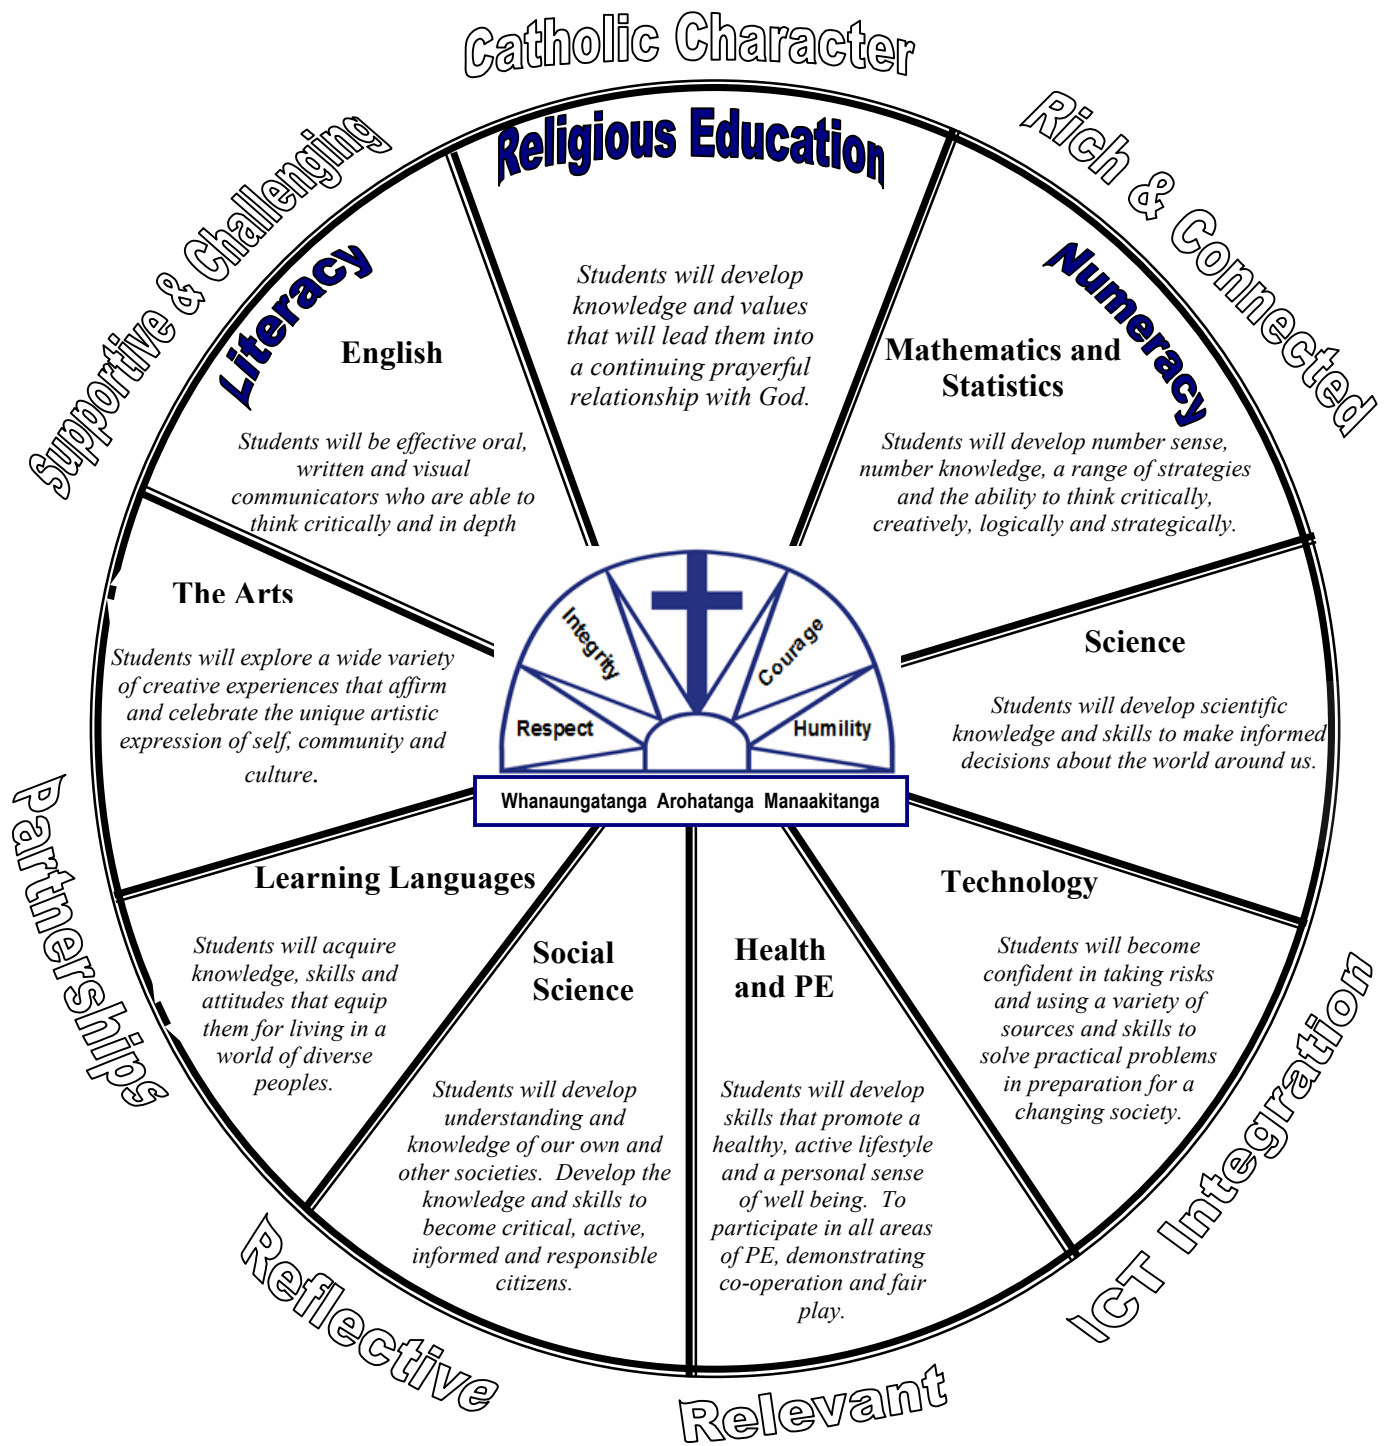 Catholic Character
Rich & Connected
ICT Integration
Relevant
Reflective
Partnerships
Supportive & Challenging
Religious Education
Students will develop
knowledge and values
that will lead them into
a continuing prayerful
relationship with God.
Numeracy
Mathematics and
Statistics
Students will develop number sense,
number knowledge, a range of strategies
and the ability to think critically,
creatively, logically and strategically.
Science
Students will develop scientific
knowledge and skills to make informed
decisions about the world around us.
Technology
Students will become
confident in taking risks
and using a variety of
sources and skills to
solve practical problems
in preparation for a
changing society.
Health
and PE
Students will develop
skills that promote a
healthy, active lifestyle
and a personal sense
of well being. To
participate in all areas
of PE, demonstrating
co-operation and fair
play.
Social
Science
Students will develop
understanding and
knowledge of our own and
other societies. Develop the
knowledge and skills to
become critical, active,
informed and responsible
citizens.
Learning Languages
Students will acquire
knowledge, skills and
attitudes that equip
them for living in a
world of diverse
peoples.
The Arts
Students will explore a wide variety
of creative experiences that affirm
and celebrate the unique artistic
expression of self, community and
culture.
Literacy
English
Students will be effective oral,
written and visual
communicators who are able to
think critically and in depth
Respect
Integrity
Courage
Humility
Whanaungatanga Arohatanga Manaakitanga